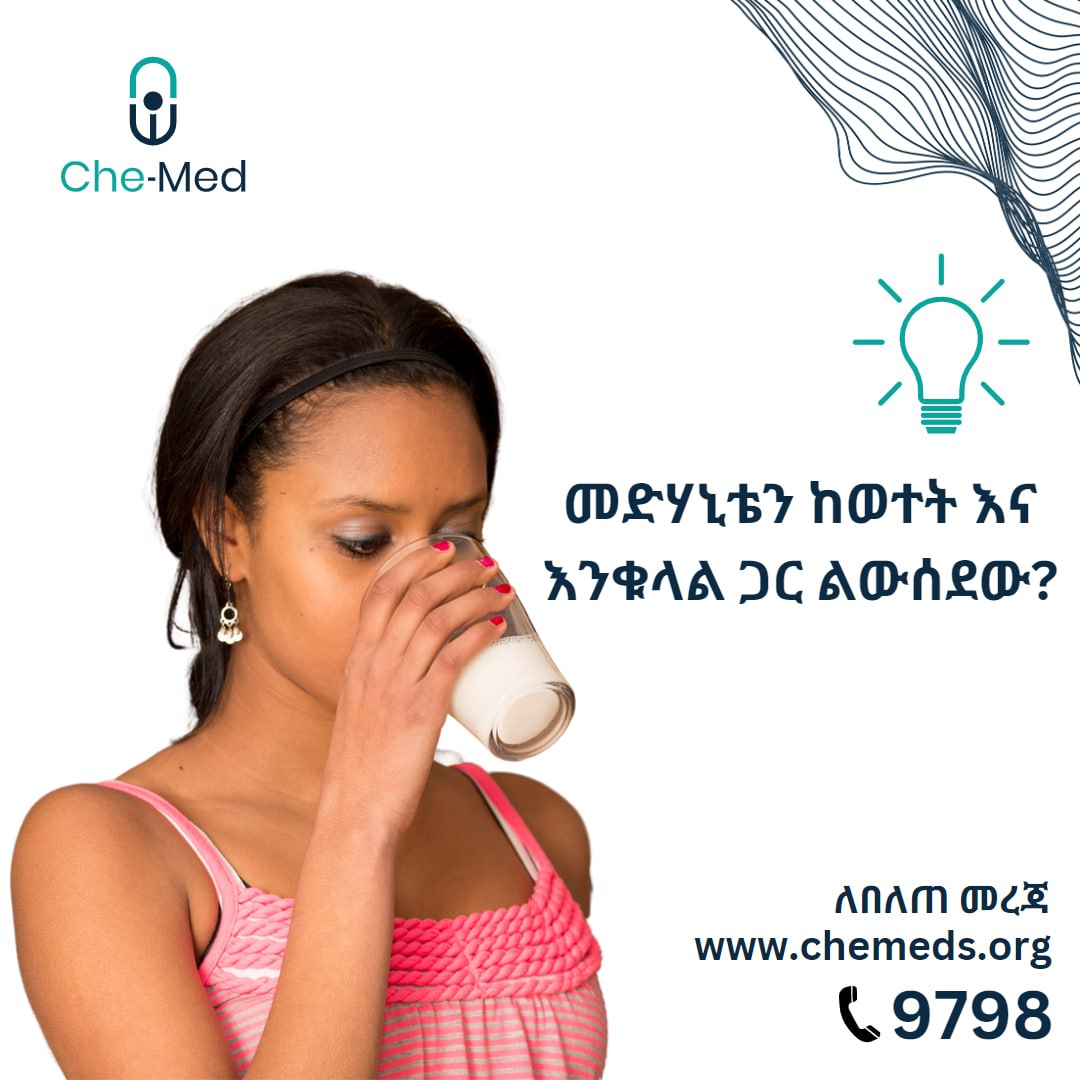 Che-Med
መድሃኒቴን ከወተት እና
እንቁላል ጋር ልውሰደው?
ለበለጠ መረጃ
www.chemeds.org
9798